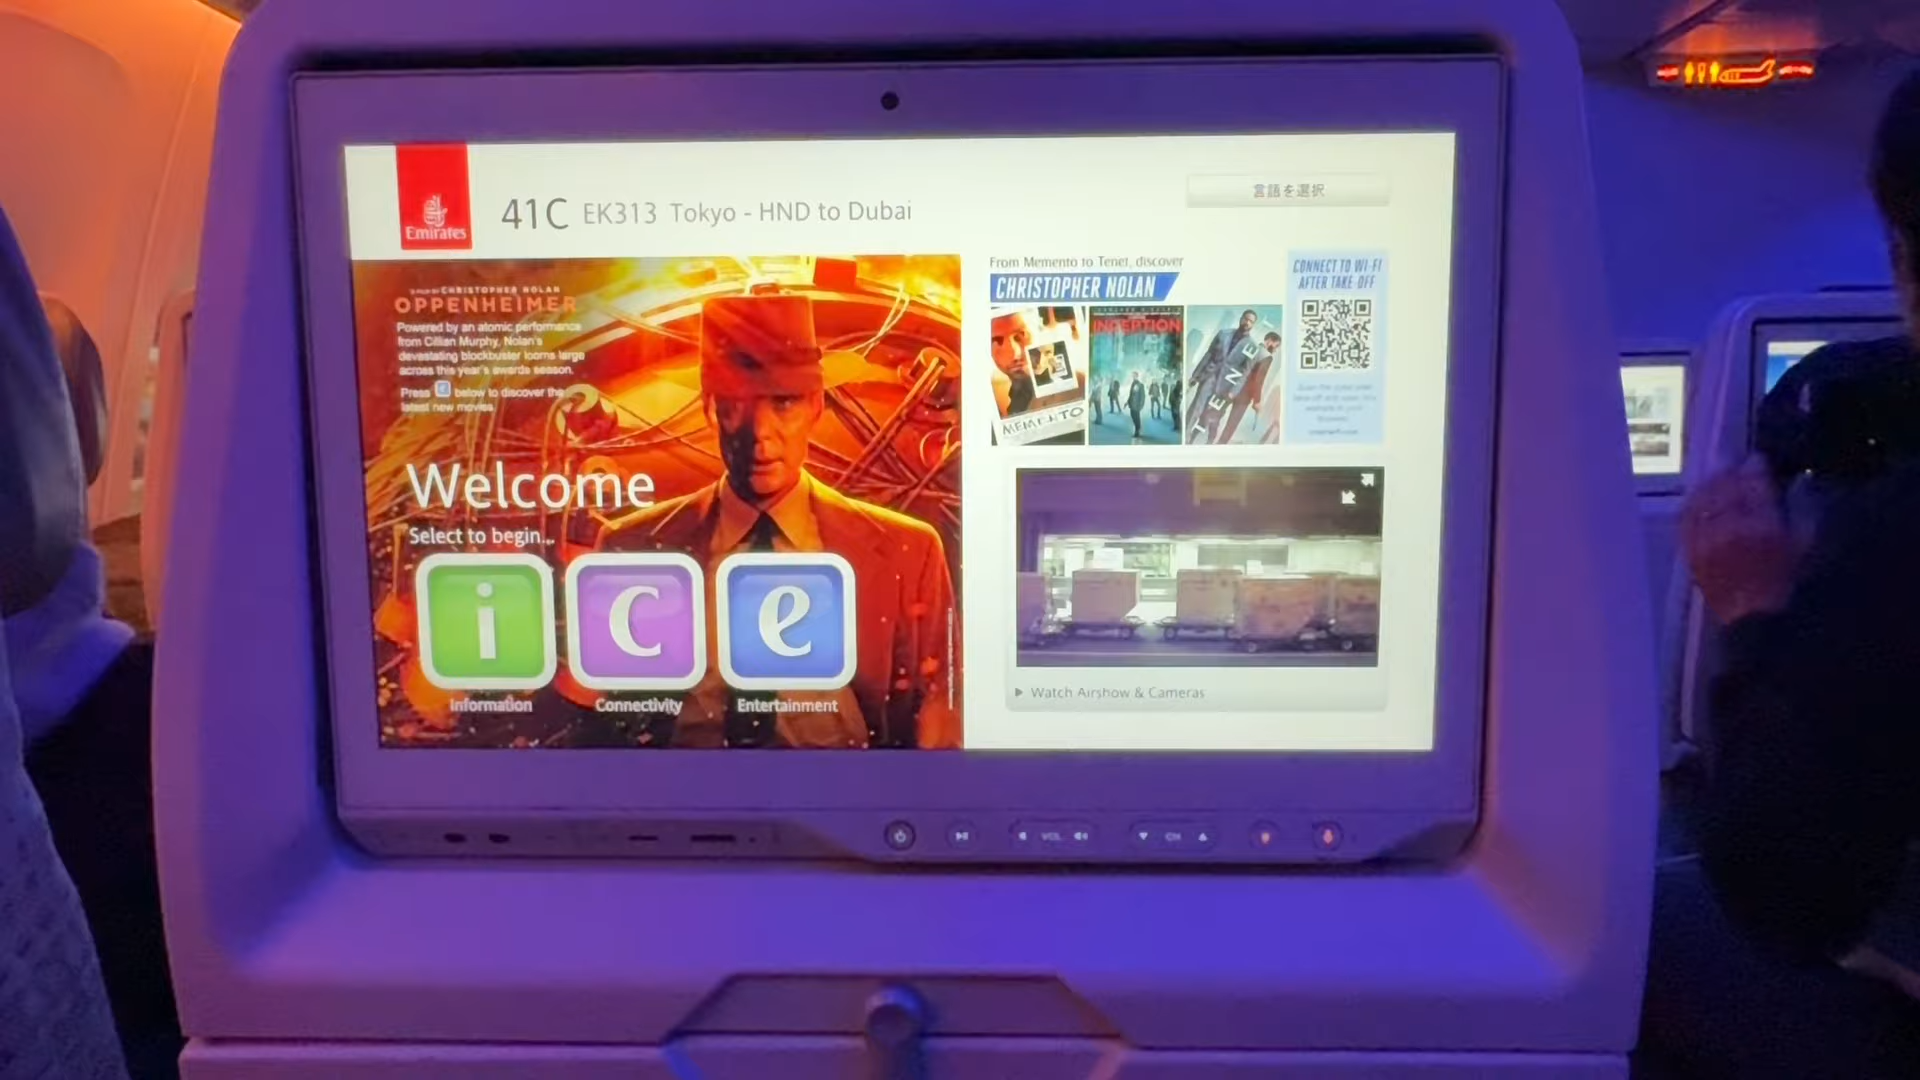 Emirates
41C EK313 Tokyo - HND to Dubai
言語を選択
A FILM BY CHRISTOPHER NOLAN
OPPENHEIMER
Powered by an atomic performance
from Cillian Murphy, Nolan's
devastating blockbuster looms large
across this year's awards season.
Press e below to discover the
latest new movies
Welcome
Select to begin...
i
c
e
Information
Connectivity
Entertainment
From Memento to Tenet, discover
CHRISTOPHER NOLAN
MEMENTO
INCEPTION
TENET
CONNECT TO WI-FI
AFTER TAKE-OFF
Watch Airshow & Cameras
VOL
CH